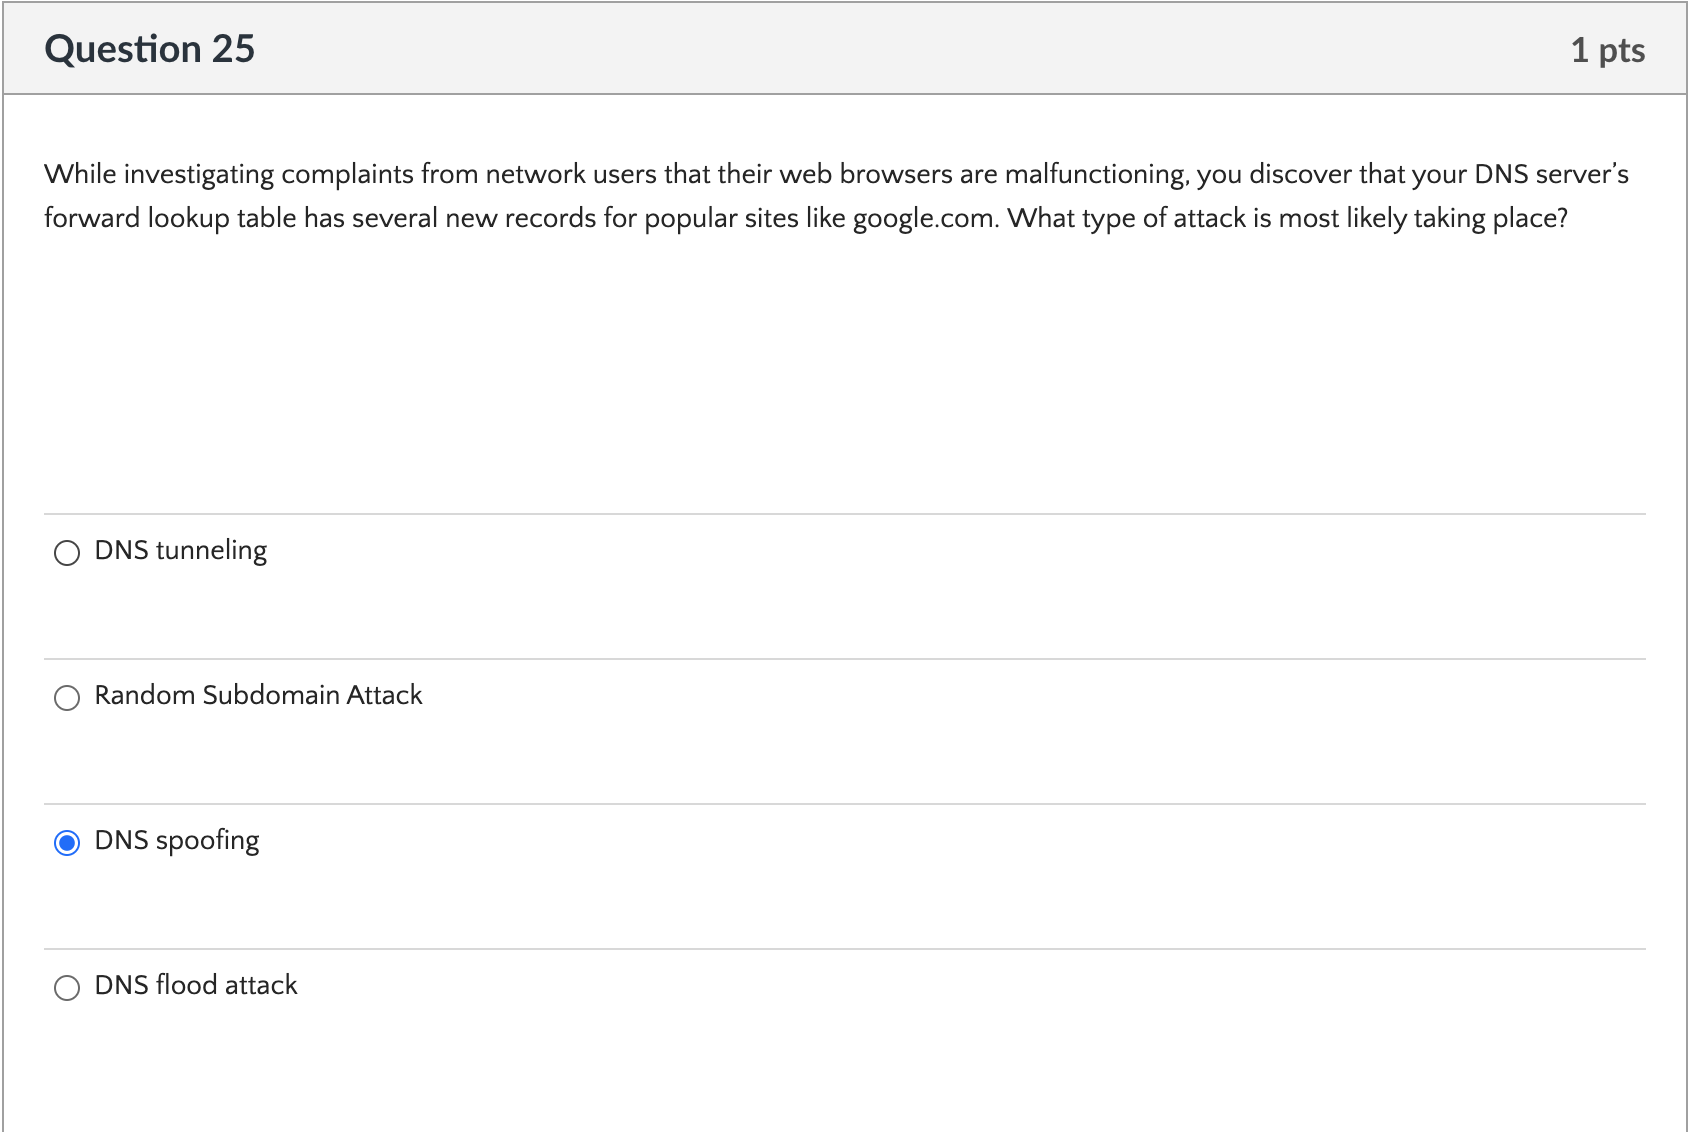 Question 25
1 pts
While investigating complaints from network users that their web browsers are malfunctioning, you discover that your DNS server’s
forward lookup table has several new records for popular sites like google.com. What type of attack is most likely taking place?
DNS tunneling
Random Subdomain Attack
DNS spoofing
DNS flood attack